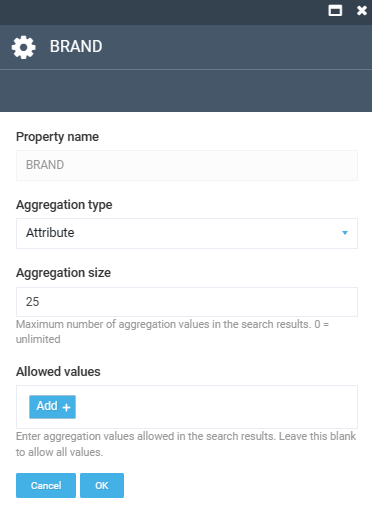 BRAND
Property name
BRAND
Aggregation type
Attribute
Aggregation size
25
Maximum number of aggregation values in the search results. 0 =
unlimited
Allowed values
Add +
Enter aggregation values allowed in the search results. Leave this blank
to allow all values.
Cancel OK